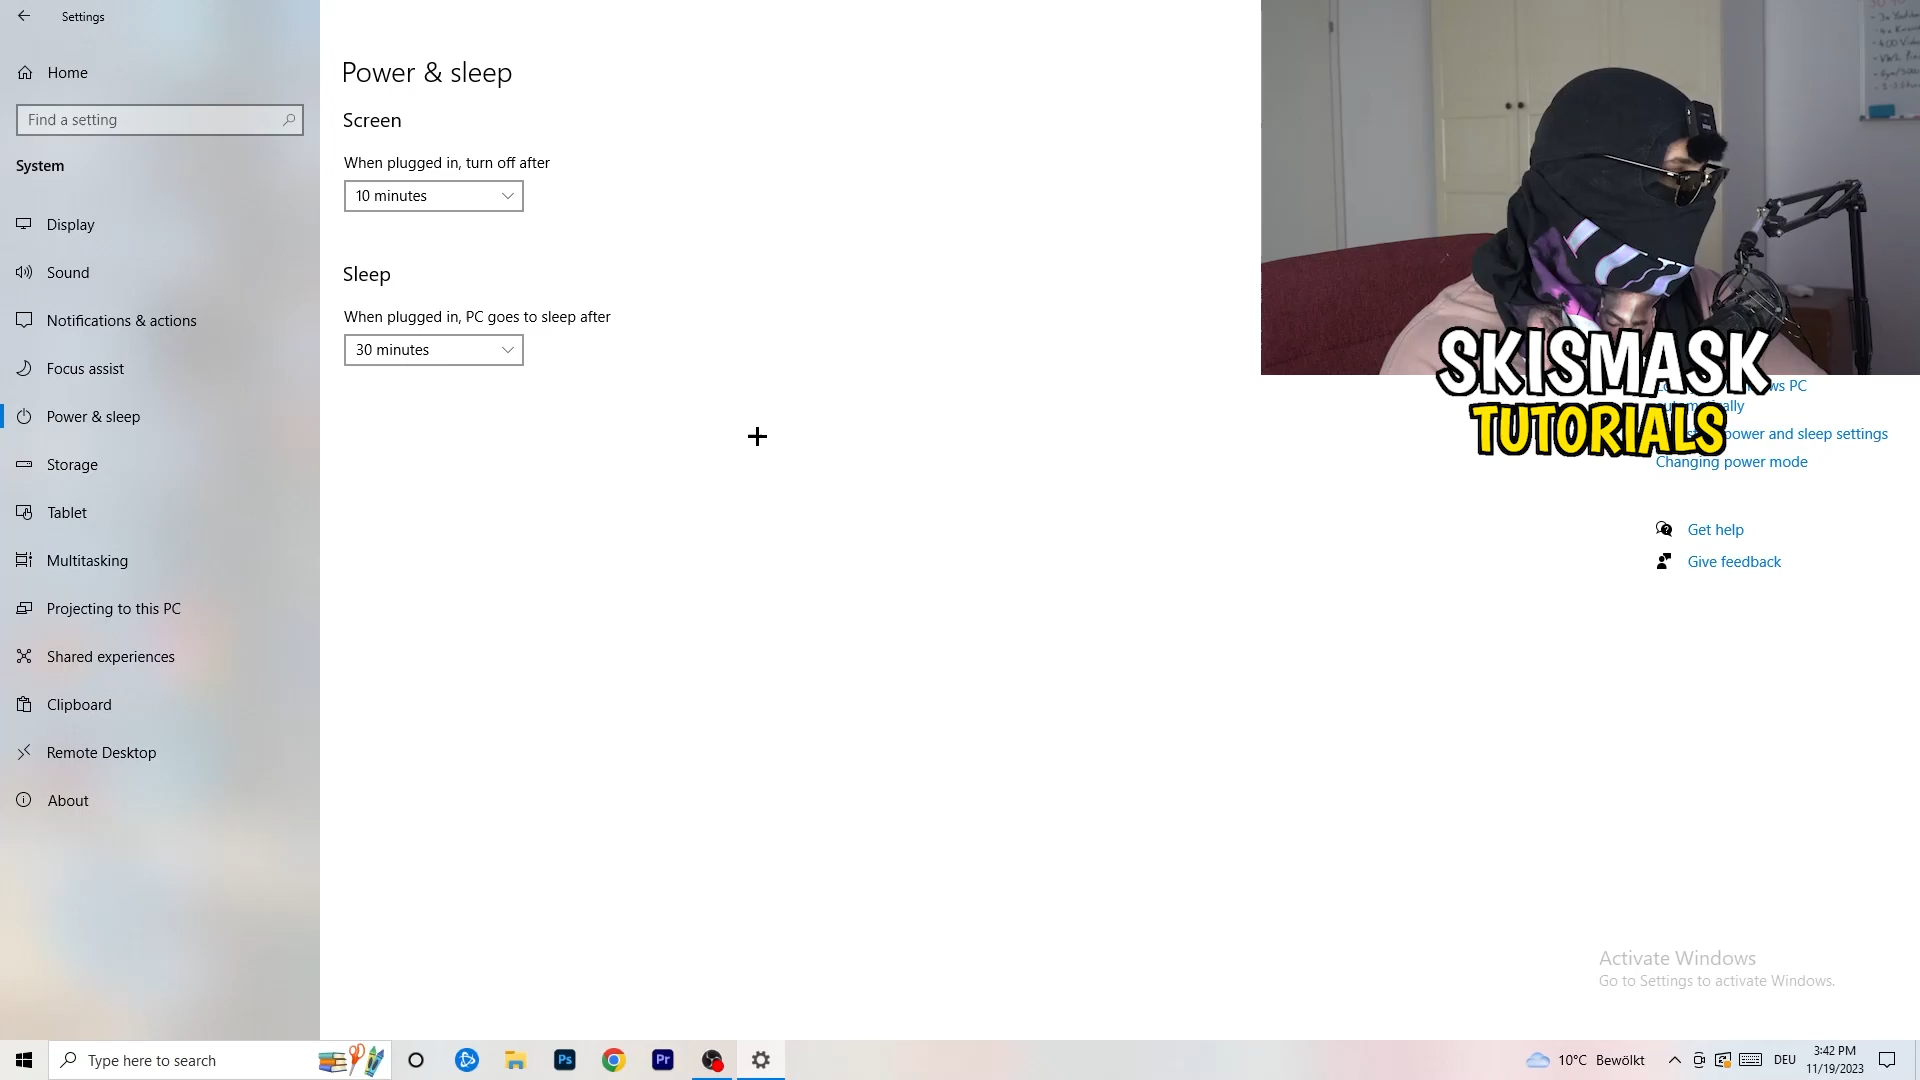 Settings
Home
Find a setting
System
Display
Sound
Notifications & actions
Focus assist
Power & sleep
Storage
Tablet
Multitasking
Projecting to this PC
Shared experiences
Clipboard
Remote Desktop
About
Power & sleep
Screen
When plugged in, turn off after
10 minutes
Sleep
When plugged in, PC goes to sleep after
30 minutes
SKISMASK
TUTORIALS
PC
power and sleep settings
Changing power mode
Get help
Give feedback
Activate Windows
Go to Settings to activate Windows.
Type here to search
Ps
Pr
10°C Bewölkt
DEU
3:42 PM
11/19/2023